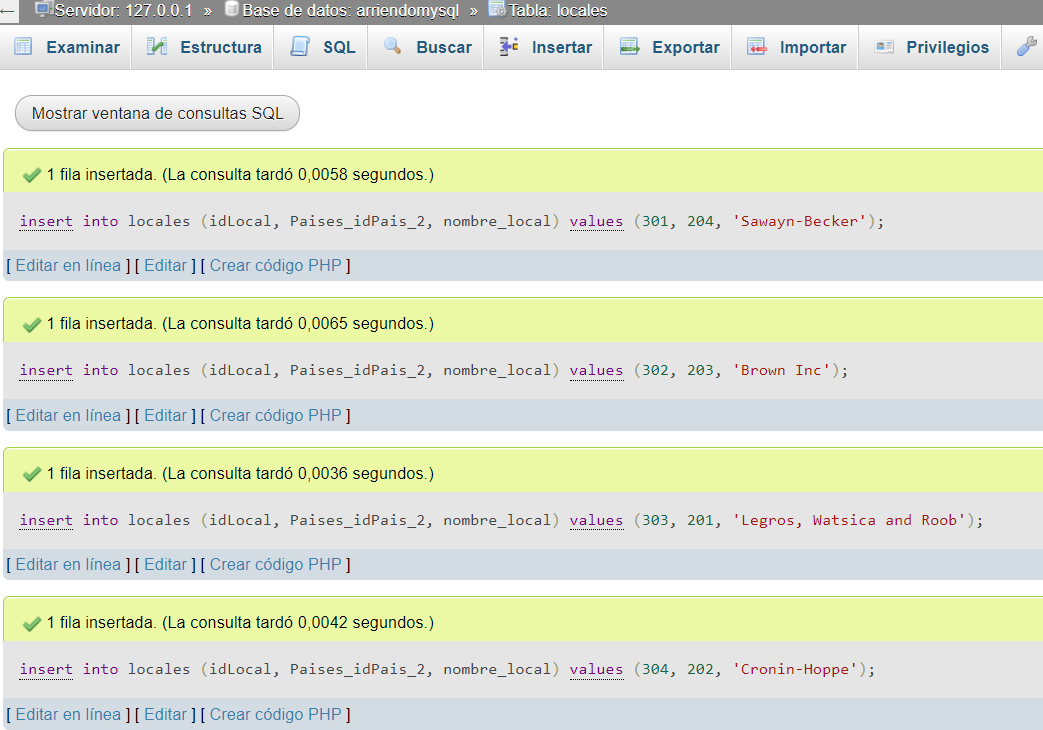 Servidor: 127.0.0.1 » Base de datos: arriendomysql » Tabla: locales
Examinar Estructura SQL Buscar Insertar Exportar Importar Privilegios
Mostrar ventana de consultas SQL
1 fila insertada. (La consulta tardó 0,0058 segundos.)
insert into locales (idLocal, Paises_idPais_2, nombre_local) values (301, 204, 'Sawayn-Becker');
[ Editar en línea ] [ Editar ] [ Crear código PHP ]
1 fila insertada. (La consulta tardó 0,0065 segundos.)
insert into locales (idLocal, Paises_idPais_2, nombre_local) values (302, 203, 'Brown Inc');
[ Editar en línea ] [ Editar ] [ Crear código PHP ]
1 fila insertada. (La consulta tardó 0,0036 segundos.)
insert into locales (idLocal, Paises_idPais_2, nombre_local) values (303, 201, 'Legros, Watsica and Roob');
[ Editar en línea ] [ Editar ] [ Crear código PHP ]
1 fila insertada. (La consulta tardó 0,0042 segundos.)
insert into locales (idLocal, Paises_idPais_2, nombre_local) values (304, 202, 'Cronin-Hoppe');
[ Editar en línea ] [ Editar ] [ Crear código PHP ]